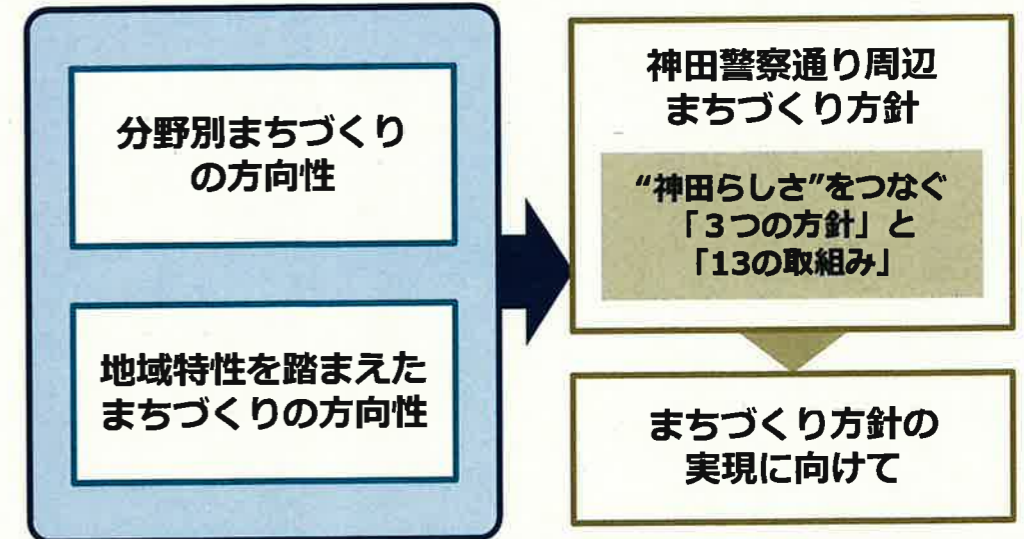 分野別まちづくり
の方向性
地域特性を踏まえた
まちづくりの方向性
神田警察通り周辺
まちづくり方針
“神田らしさ”をつなぐ
「３つの方針」と
「13の取組み」
まちづくり方針の
実現に向けて